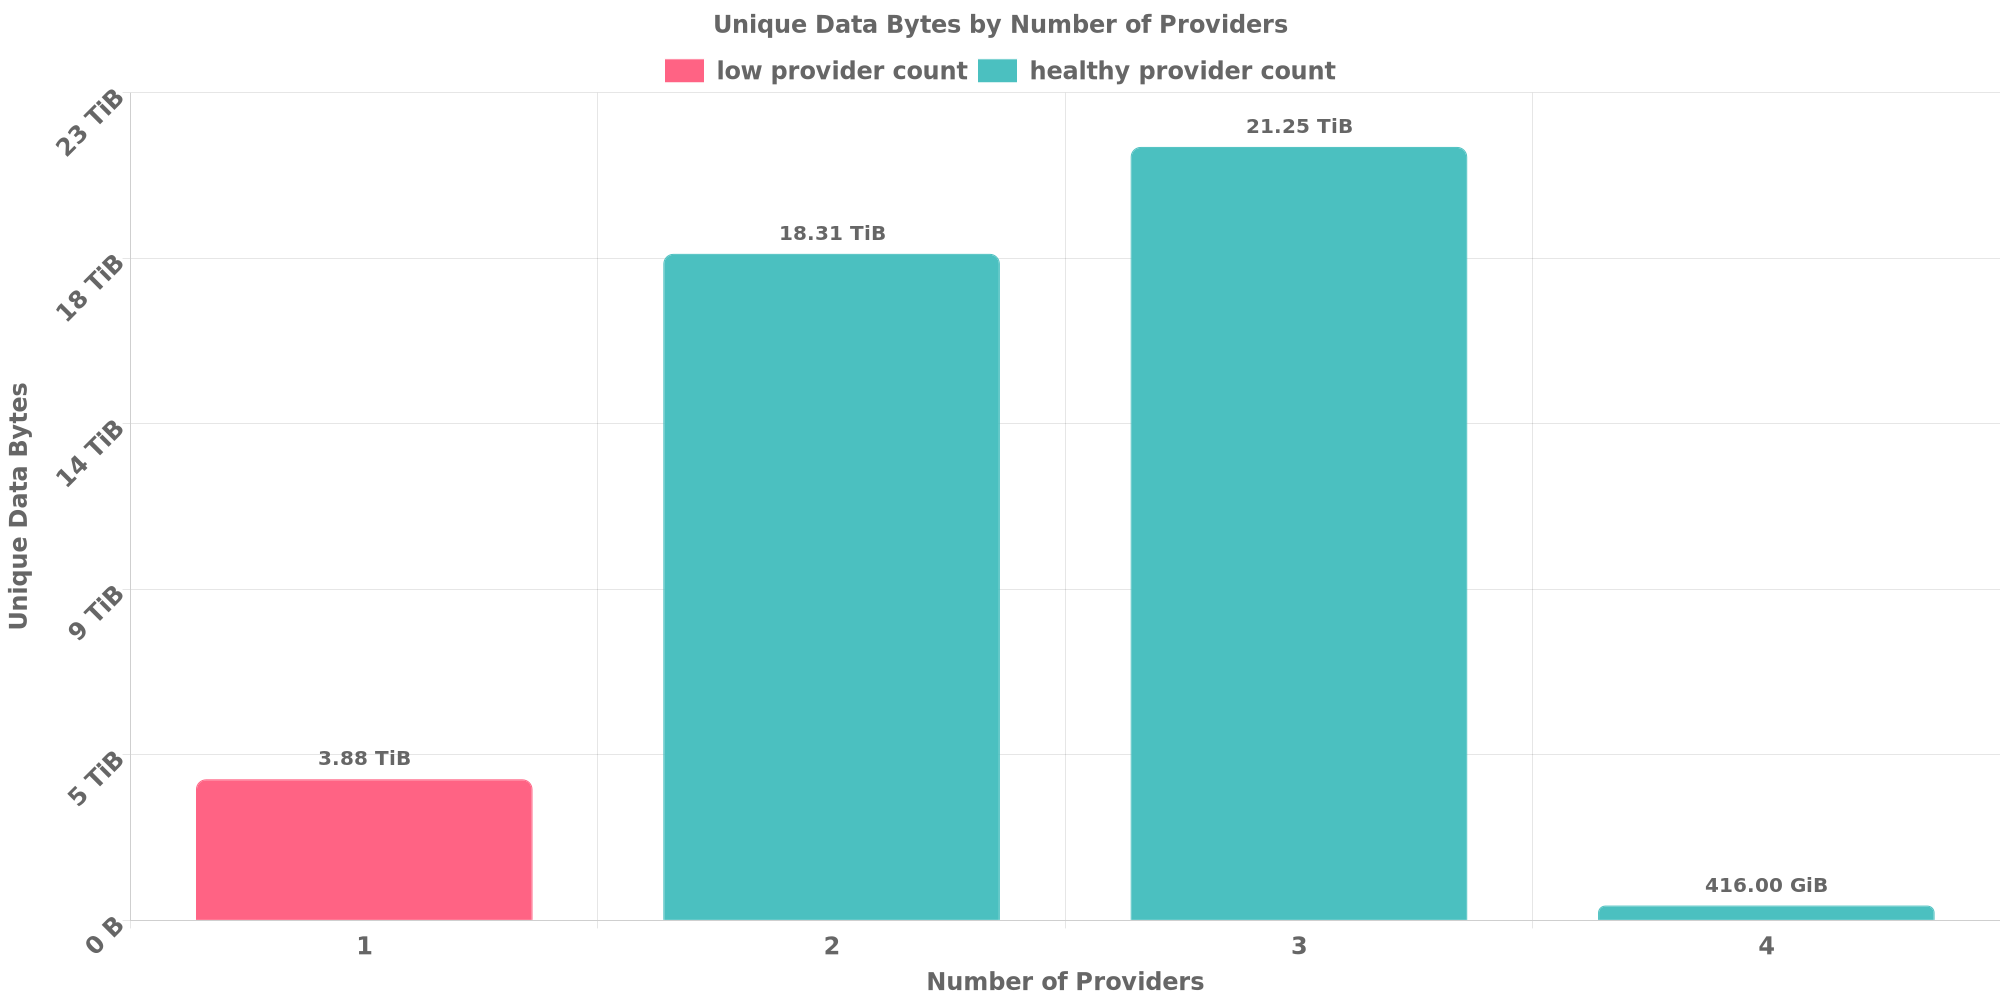 Unique Data Bytes by Number of Providers
low provider count healthy provider count
23 TiB
18 TiB
14 TiB
9 TiB
5 TiB
0 B
Unique Data Bytes
3.88 TiB
18.31 TiB
21.25 TiB
416.00 GiB
1 2 3 4
Number of Providers